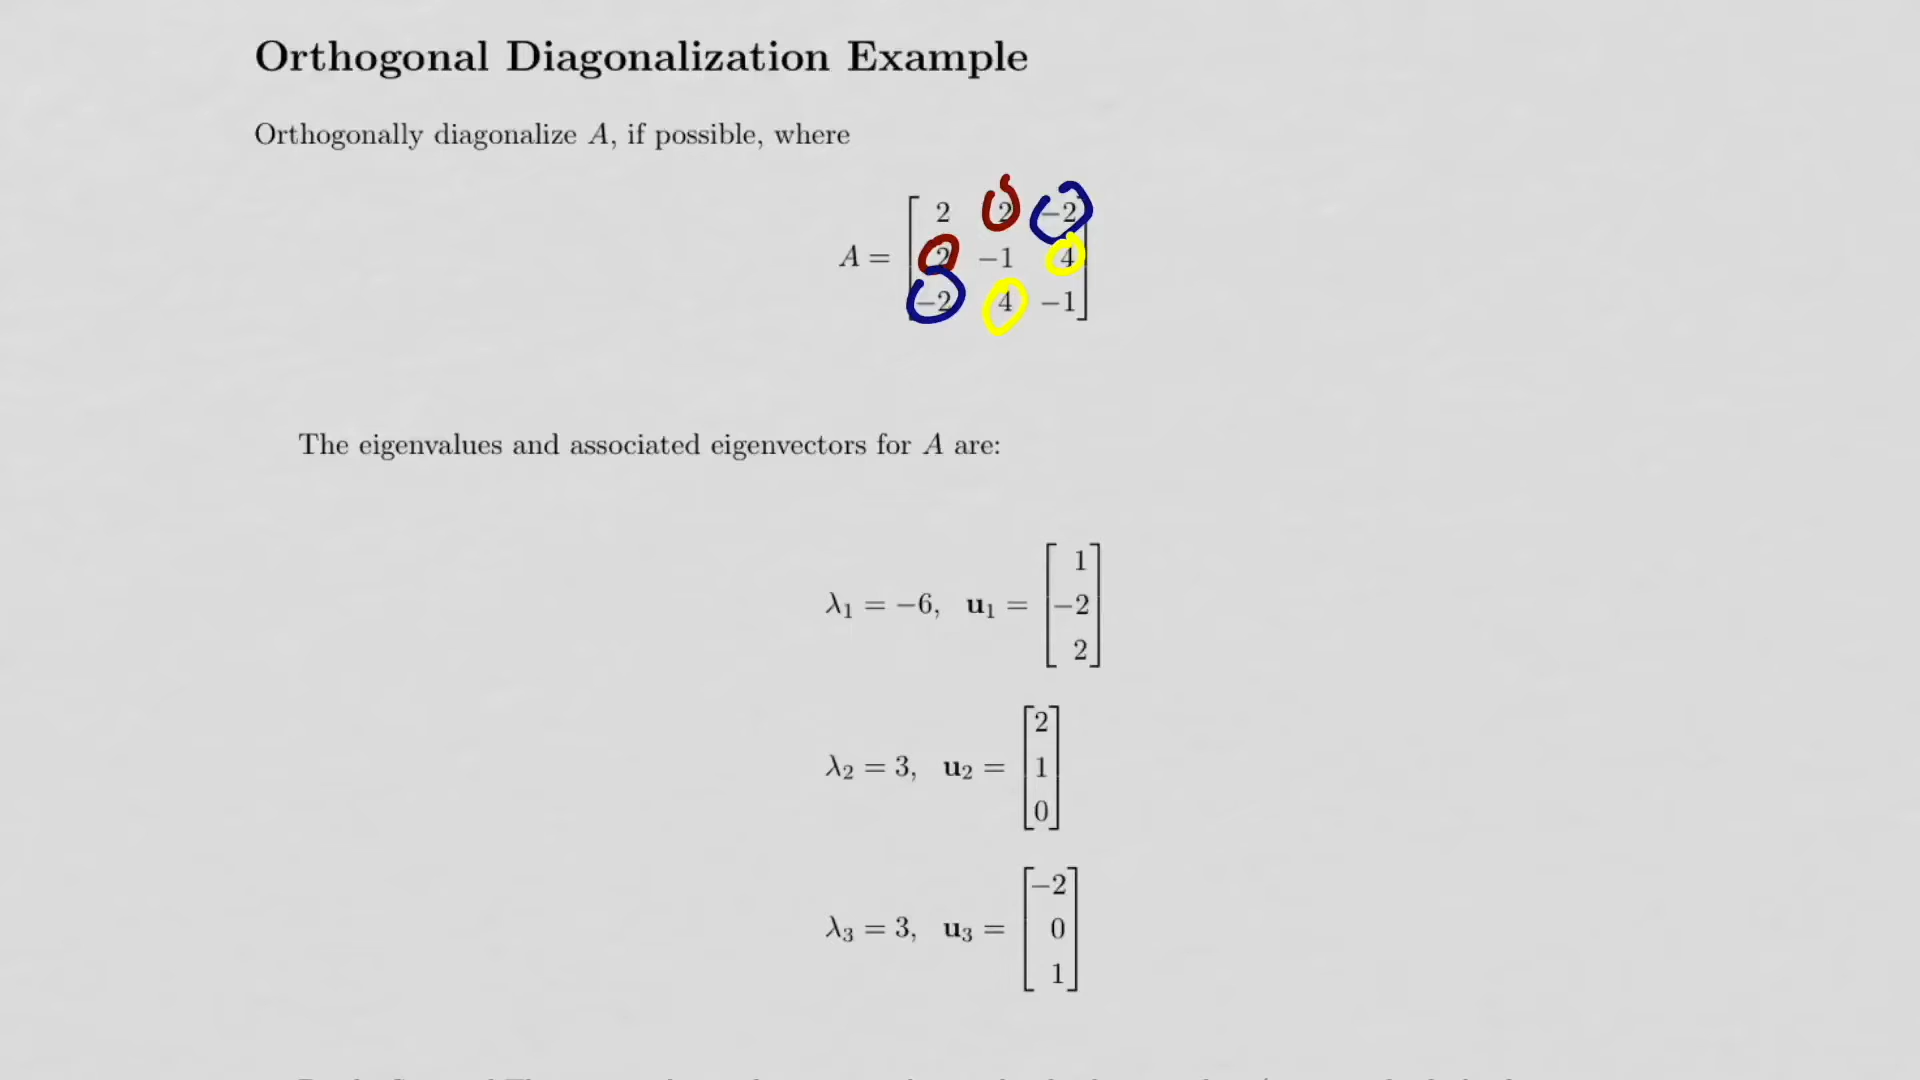 Orthogonal Diagonalization Example
Orthogonally diagonalize A, if possible, where
A = [2 2 −2
2 −1 4
−2 4 −1]
The eigenvalues and associated eigenvectors for A are:
λ₁ = −6, u₁ = [1
−2
2]
λ₂ = 3, u₂ = [2
1
0]
λ₃ = 3, u₃ = [−2
0
1]